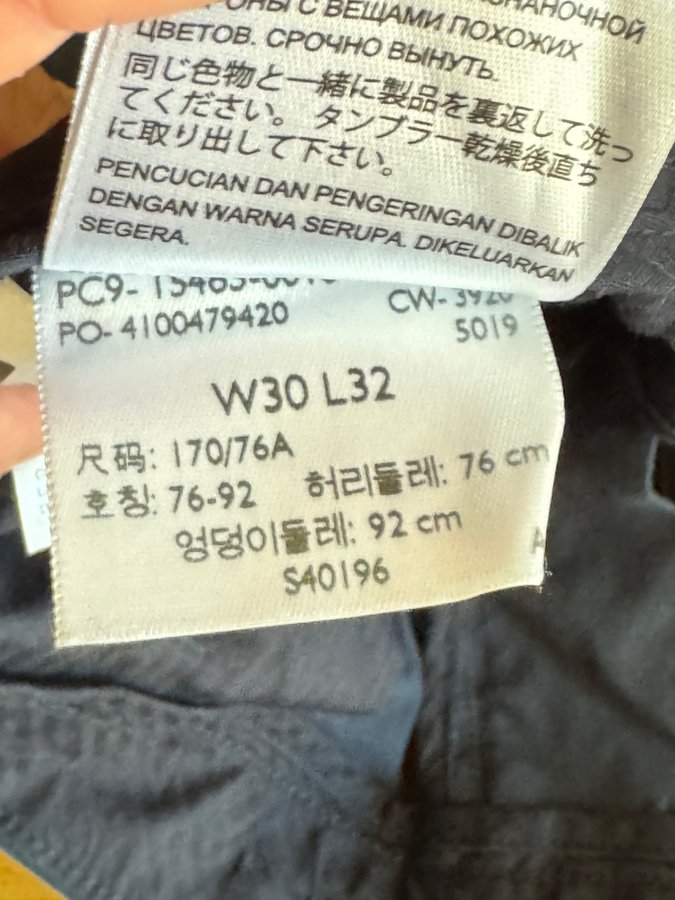 С ВЕЩАМИ ПОХОЖИХ
ЦВЕТОВ. СРОЧНО ВЫНУТЬ.
同じ色物と一緒に製品を裏返して洗っ
てください。 タンブラー乾燥後直ち
に取り出して下さい。
PENCUCIAN DAN PENGERINGAN DIBALIK
DENGAN WARNA SERUPA. DIKELUARKAN
SEGERA.
PC9-
PO- 4100479420 CW- 3920
5019
W30 L32
尺码: 170/76A
호칭: 76-92 허리둘레: 76 cm
엉덩이둘레: 92 cm
S40196